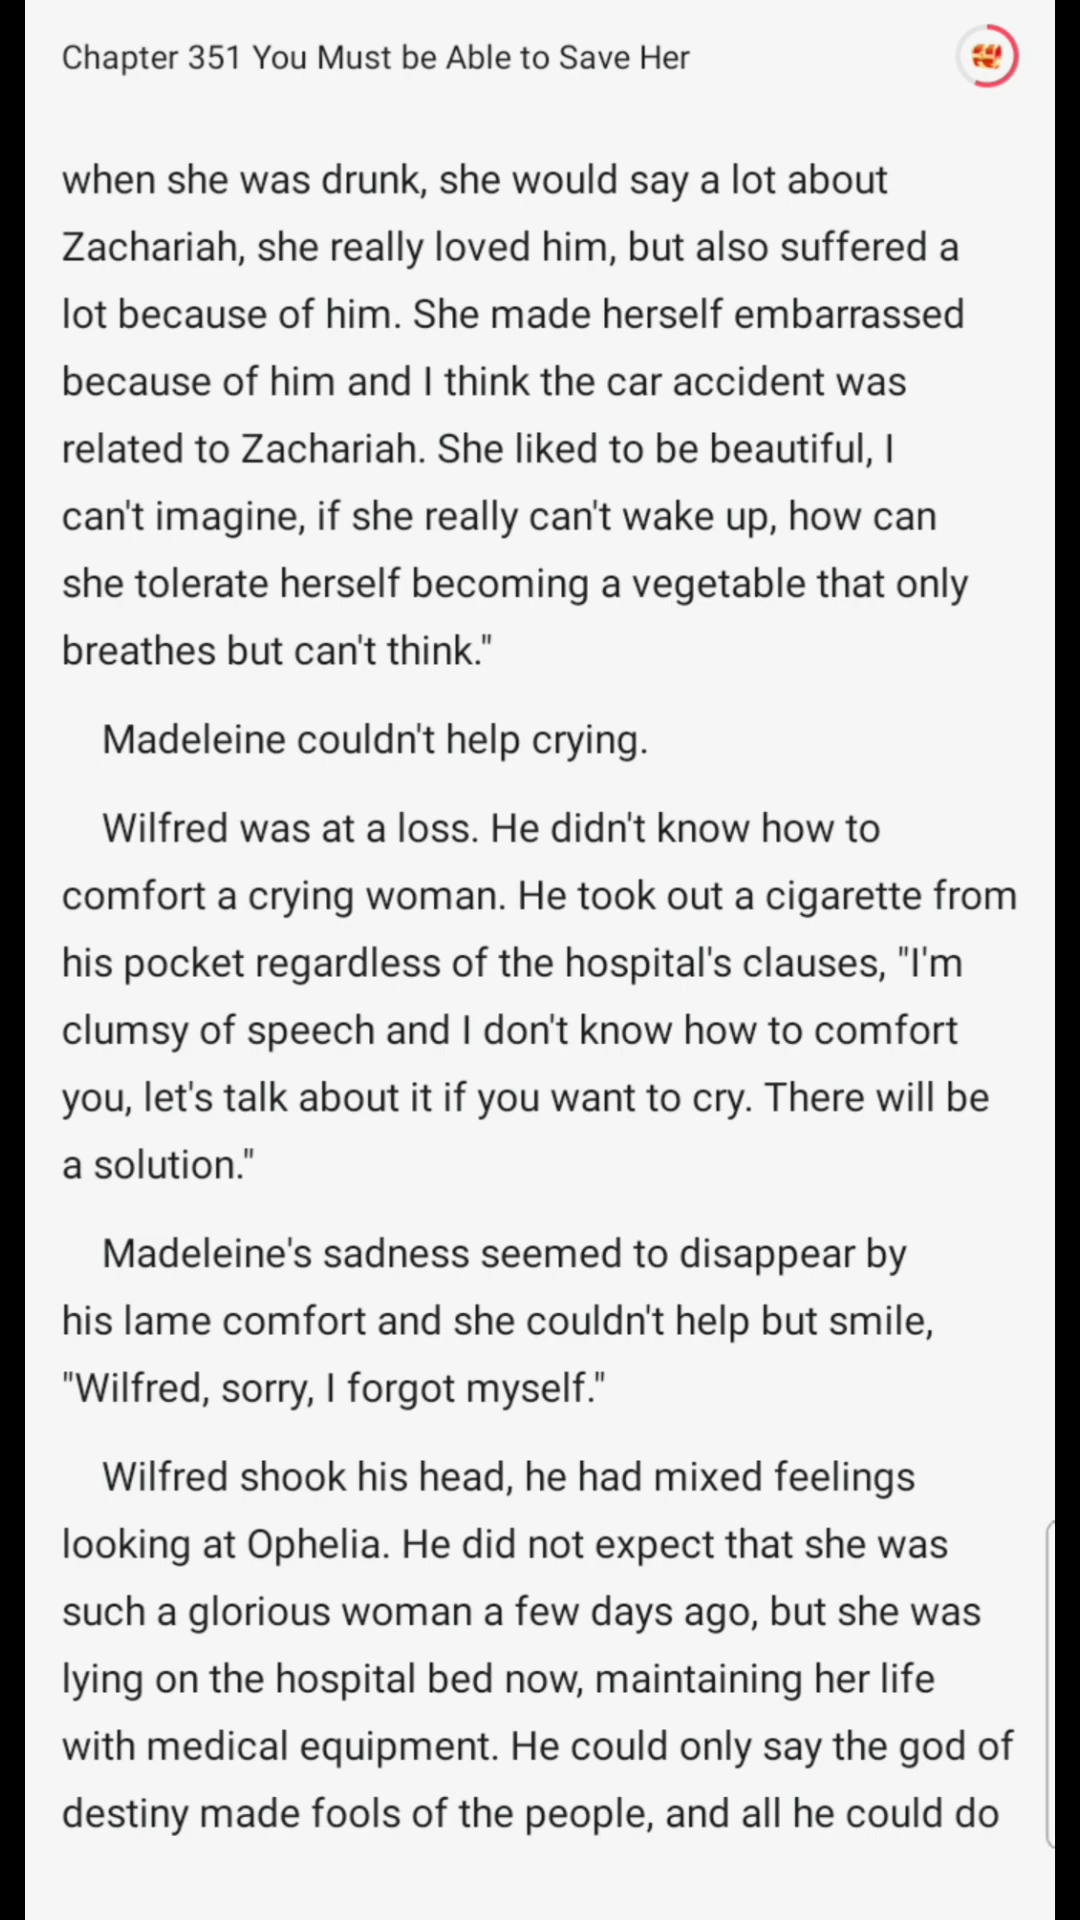 Chapter 351 You Must be Able to Save Her
when she was drunk, she would say a lot about
Zachariah, she really loved him, but also suffered a
lot because of him. She made herself embarrassed
because of him and I think the car accident was
related to Zachariah. She liked to be beautiful, I
can't imagine, if she really can't wake up, how can
she tolerate herself becoming a vegetable that only
breathes but can't think."
Madeleine couldn't help crying.
Wilfred was at a loss. He didn't know how to
comfort a crying woman. He took out a cigarette from
his pocket regardless of the hospital's clauses, "I'm
clumsy of speech and I don't know how to comfort
you, let's talk about it if you want to cry. There will be
a solution."
Madeleine's sadness seemed to disappear by
his lame comfort and she couldn't help but smile,
"Wilfred, sorry, I forgot myself."
Wilfred shook his head, he had mixed feelings
looking at Ophelia. He did not expect that she was
such a glorious woman a few days ago, but she was
lying on the hospital bed now, maintaining her life
with medical equipment. He could only say the god of
destiny made fools of the people, and all he could do